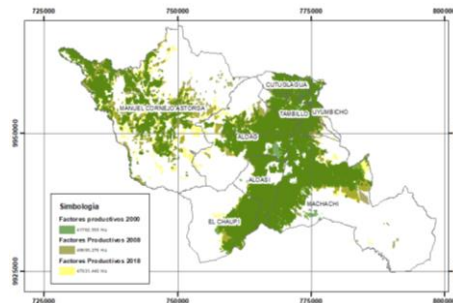 725000 750000 775000 800000
9950000
9925000
CUTUGLAGUA
MANUEL CORNEJO ASTORGA
TAMBILLO
UYUMBICHO
ALOAG
ALOASI
MACHACHI
EL CHAUPI
Simbología
Factores productivos 2000
Factores Productivos 2008
Factores Productivos 2018
725000 750000 775000 800000